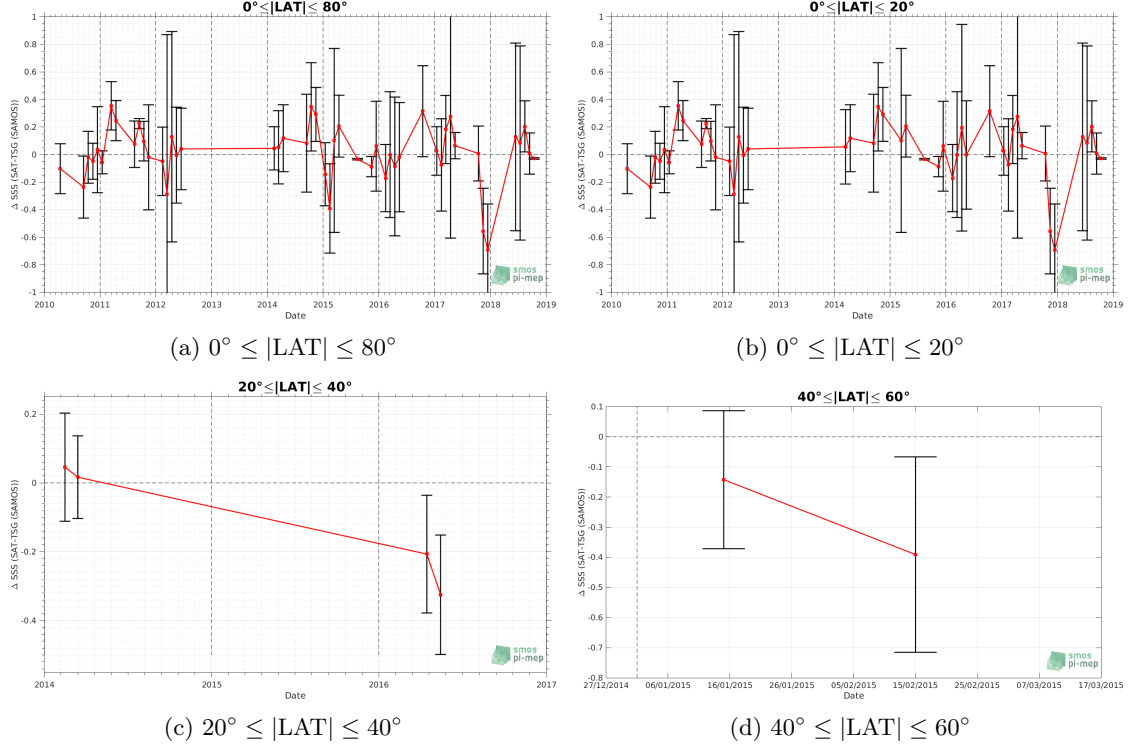 0°≤|LAT|≤ 80°
1
0.8
0.6
0.4
0.2
0
-0.2
-0.4
-0.6
-0.8
-1
Δ SSS (SAT-TSG (SAMOS))
2010 2011 2012 2013 2014 2015 2016 2017 2018 2019
Date
smos
pi-mep
(a) 0° ≤ |LAT| ≤ 80°
0°≤|LAT|≤ 20°
1
0.8
0.6
0.4
0.2
0
-0.2
-0.4
-0.6
-0.8
-1
Δ SSS (SAT-TSG (SAMOS))
2010 2011 2012 2013 2014 2015 2016 2017 2018 2019
Date
smos
pi-mep
(b) 0° ≤ |LAT| ≤ 20°
20°≤|LAT|≤ 40°
0.2
0
-0.2
-0.4
Δ SSS (SAT-TSG (SAMOS))
2014 2015 2016 2017
Date
smos
pi-mep
(c) 20° ≤ |LAT| ≤ 40°
40°≤|LAT|≤ 60°
0.1
0
-0.1
-0.2
-0.3
-0.4
-0.5
-0.6
-0.7
-0.8
Δ SSS (SAT-TSG (SAMOS))
27/12/2014 06/01/2015 16/01/2015 26/01/2015 05/02/2015 15/02/2015 25/02/2015 07/03/2015 17/03/2015
Date
smos
pi-mep
(d) 40° ≤ |LAT| ≤ 60°